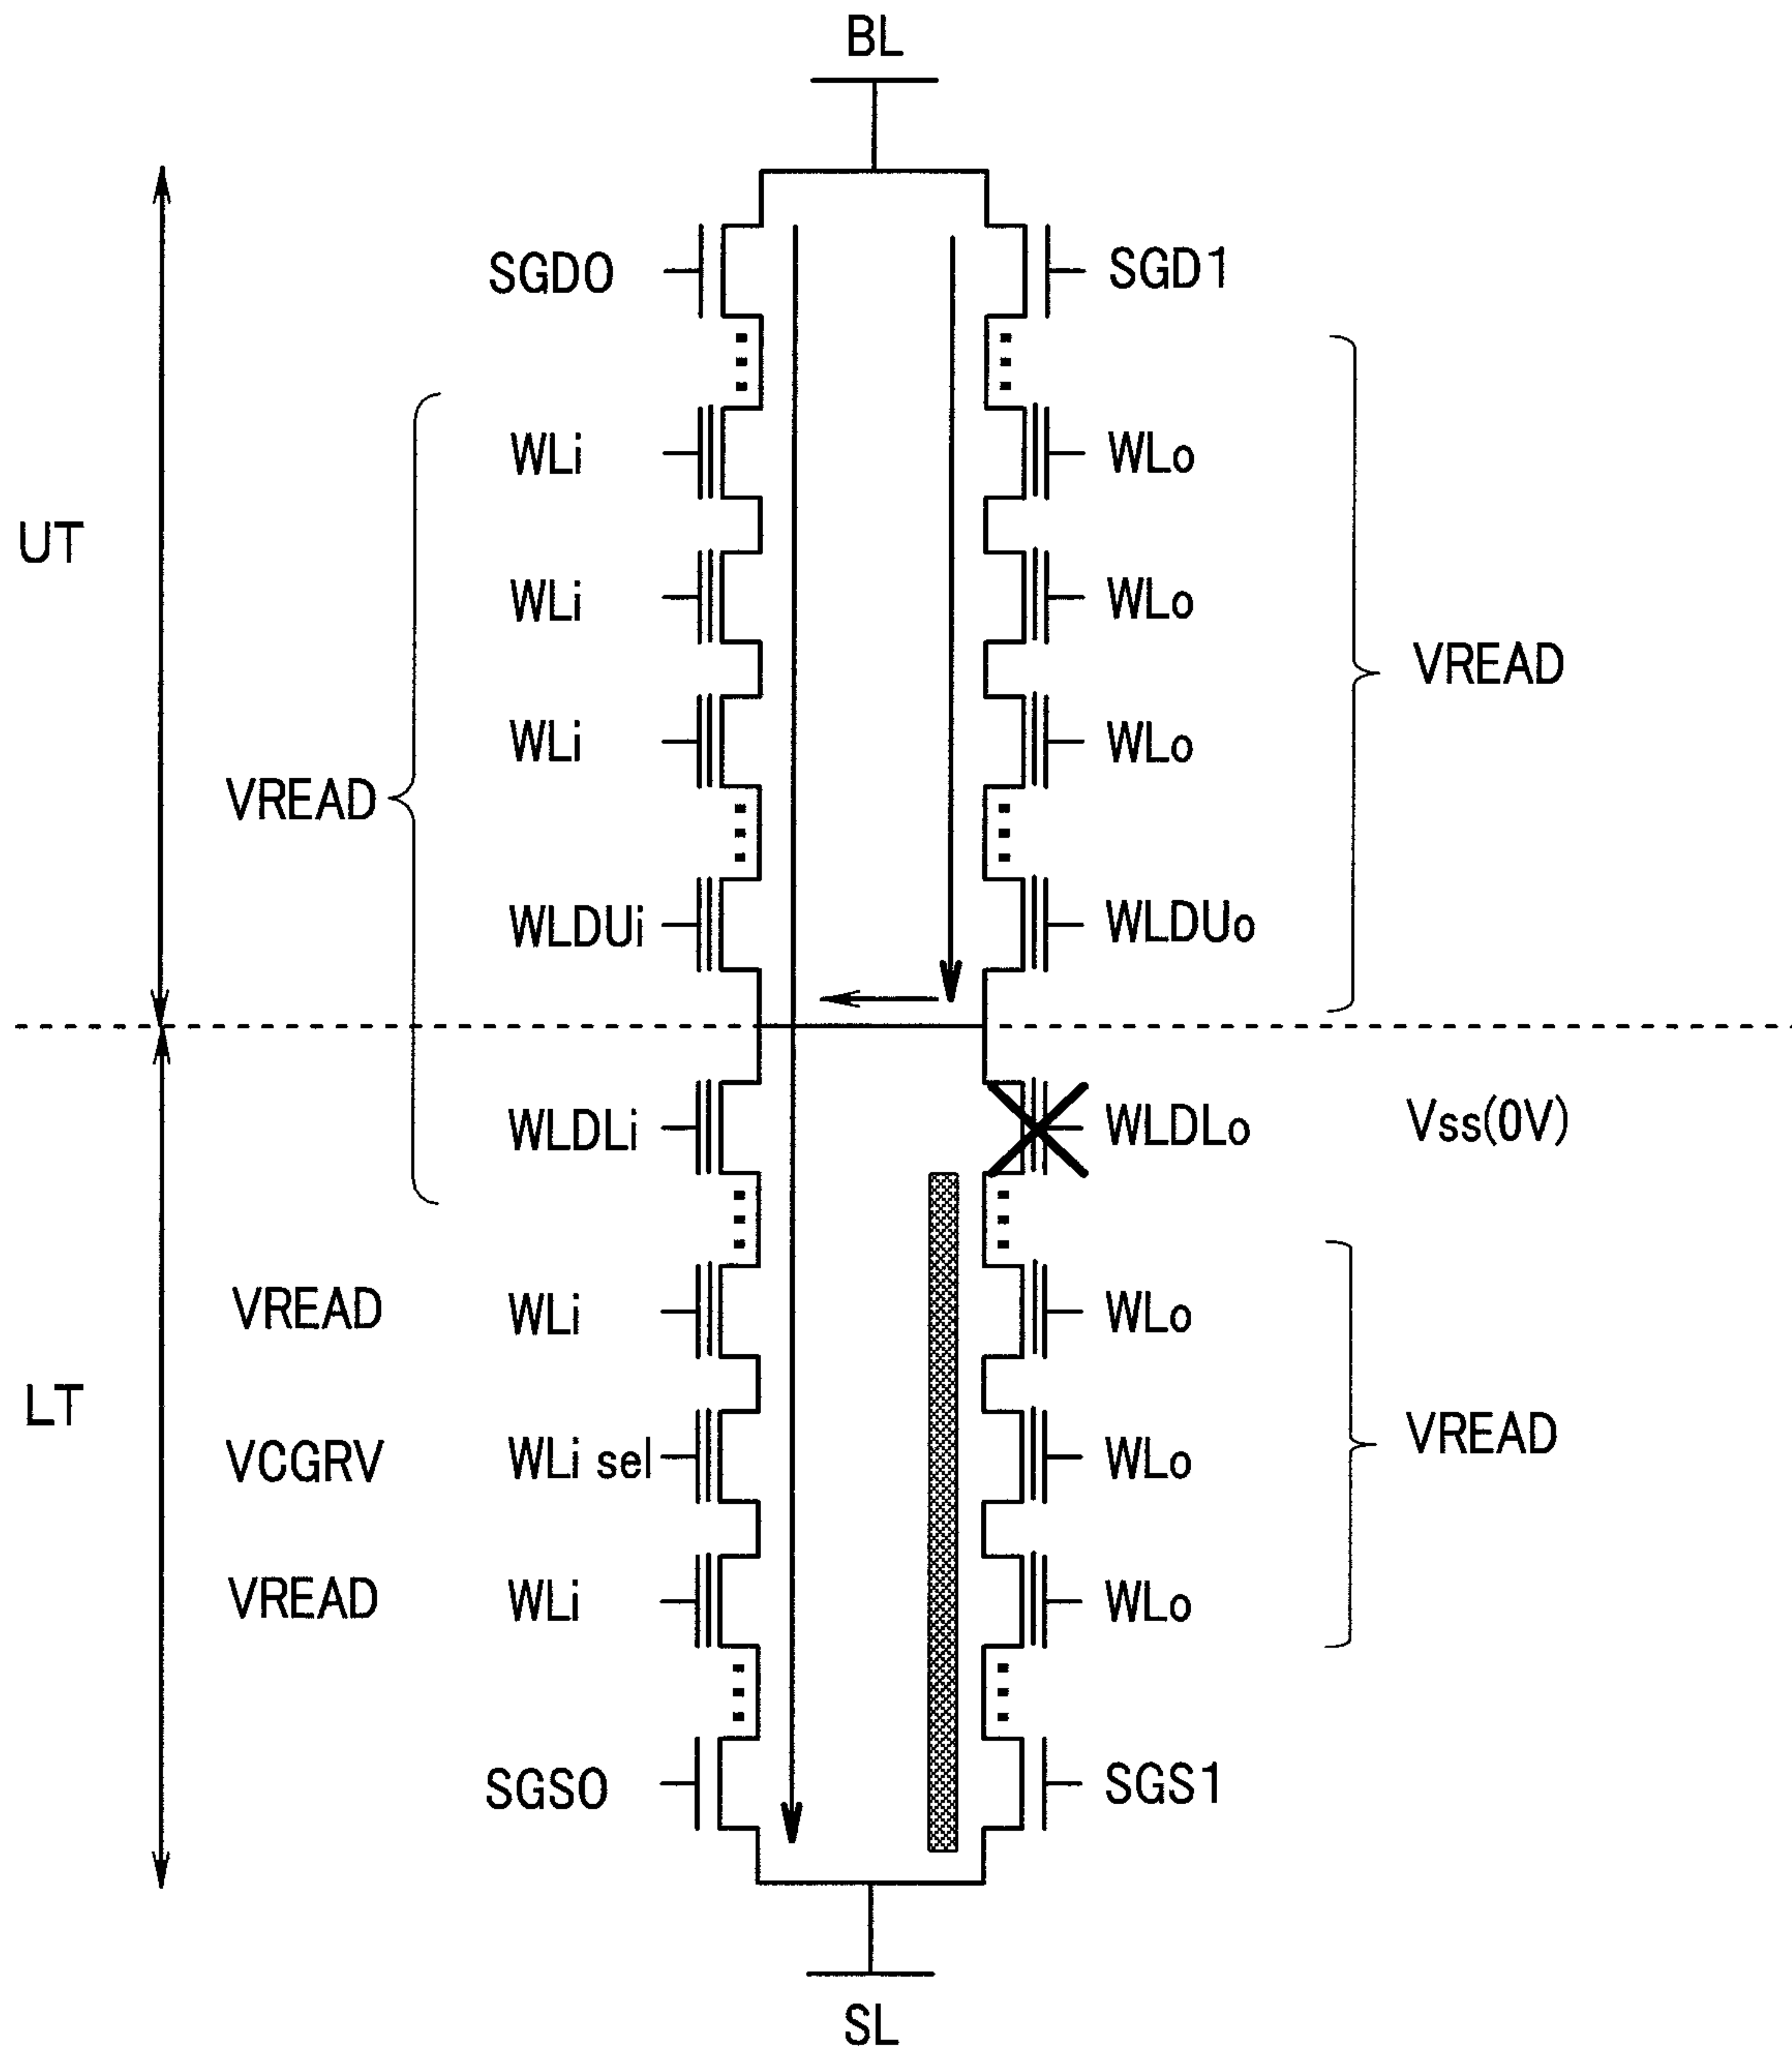 BL
SGD0 SGD1
WLi WLo
UT
WLi WLo
VREAD
WLi WLo
VREAD
WLDUi WLDUo
WLDLi WLDLo Vss(0V)
VREAD WLi WLo
LT
VREAD
VCGRV WLi sel WLo
VREAD WLi WLo
SGS0 SGS1
SL